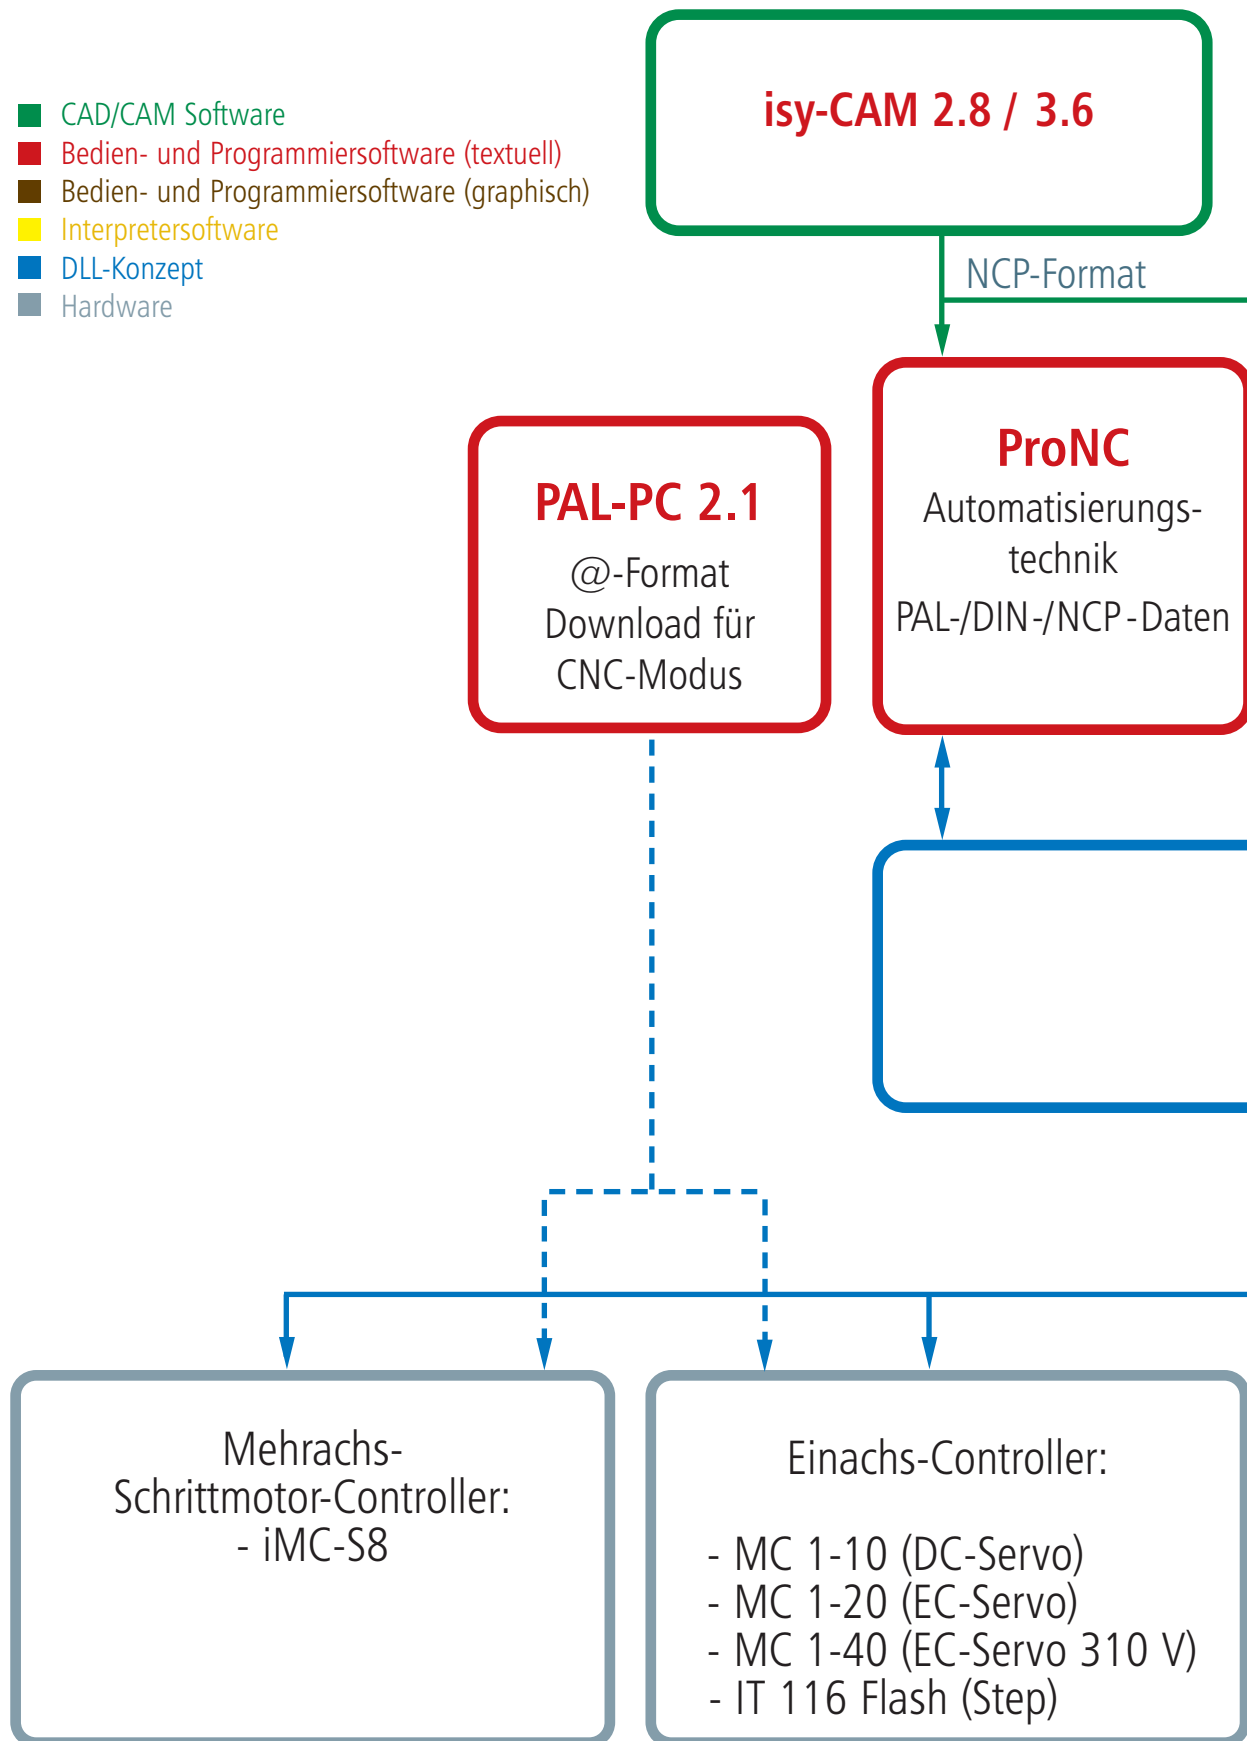 CAD/CAM Software
Bedien- und Programmiersoftware (textuell)
Bedien- und Programmiersoftware (graphisch)
Interpretersoftware
DLL-Konzept
Hardware
isy-CAM 2.8 / 3.6
NCP-Format
PAL-PC 2.1
@-Format
Download für
CNC-Modus
ProNC
Automatisierungs-
technik
PAL-/DIN-/NCP-Daten
Mehrachs-
Schrittmotor-Controller:
- iMC-S8
Einachs-Controller:
- MC 1-10 (DC-Servo)
- MC 1-20 (EC-Servo)
- MC 1-40 (EC-Servo 310 V)
- IT 116 Flash (Step)